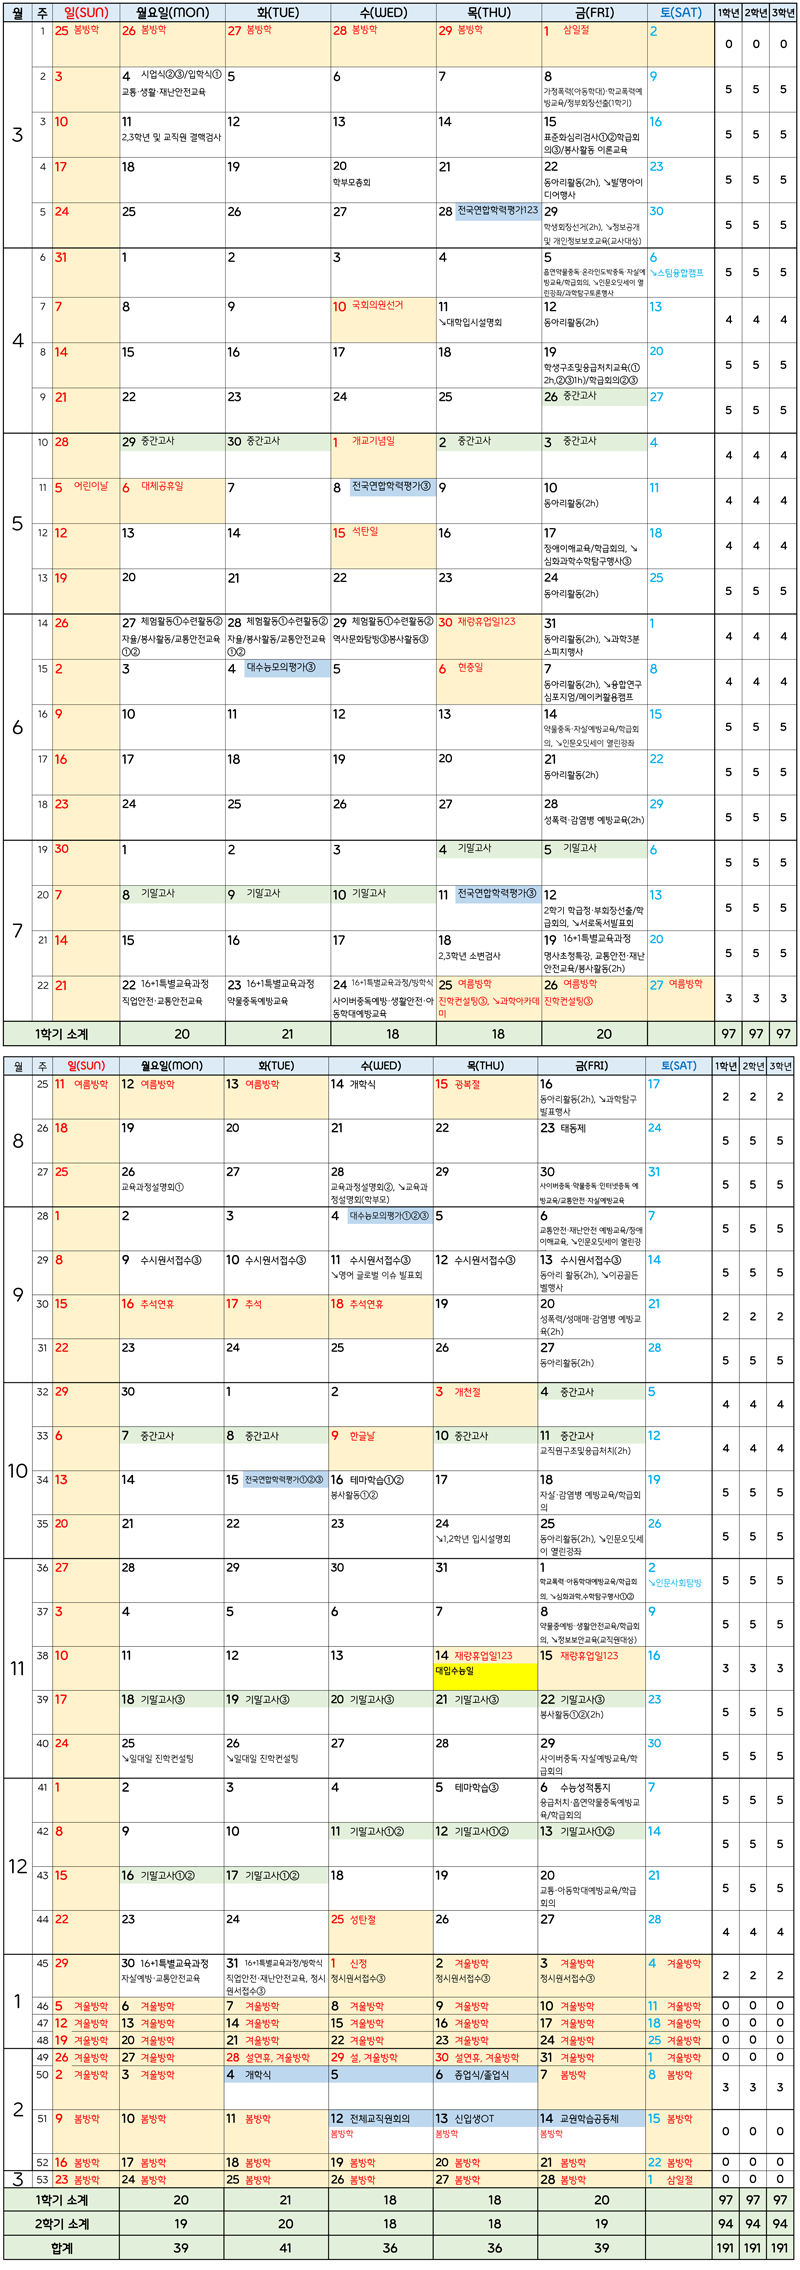 월 주 일(SUN) 월요일(MON) 화(TUE) 수(WED) 목(THU) 금(FRI) 토(SAT) 1학년 2학년 3학년
3
1 25 봄방학 26 봄방학 27 봄방학 28 봄방학 29 봄방학 1 삼일절 2 0 0 0
2 3 4 시업식②③/입학식① 5 6 7 8 9 5 5 5
교통·생활·재난안전교육
가정폭력(아동학대)·학교폭력예방교육/정부회장선출(1학기)
3 10 11 12 13 14 15 16 5 5 5
2,3학년 및 교직원 결핵검사
표준화심리검사①②학급회의③/봉사활동 이론교육
4 17 18 19 20 21 22 23 5 5 5
학부모총회
동아리활동(2h), ↘발명아이디어행사
5 24 25 26 27 28 전국연합학력평가123 29 30 5 5 5
학생회장선거(2h), ↘정보공개 및 개인정보보호교육(교사대상)
4
6 31 1 2 3 4 5 6 5 5 5
흡연약물중독·온라인도박중독·자살예방교육/학급회의, ↘인문오딧세이 열린강좌/과학탐구토론행사
↘스팀융합캠프
7 7 8 9 10 국회의원선거 11 12 13 4 4 4
↘대학입시설명회
동아리활동(2h)
8 14 15 16 17 18 19 20 5 5 5
학생구조및응급처치교육(①2h,②③1h)/학급회의②③
9 21 22 23 24 25 26 중간고사 27 5 5 5
5
10 28 29 중간고사 30 중간고사 1 개교기념일 2 중간고사 3 중간고사 4 4 4 4
11 5 어린이날 6 대체공휴일 7 8 전국연합학력평가③ 9 10 11 4 4 4
동아리활동(2h)
12 12 13 14 15 석탄일 16 17 18 4 4 4
장애이해교육/학급회의, ↘심화과학수학탐구행사③
13 19 20 21 22 23 24 25 5 5 5
동아리활동(2h)
6
14 26 27 체험활동①수련활동② 28 체험활동①수련활동② 29 체험활동①수련활동② 30 재량휴업일123 31 1 4 4 4
자율/봉사활동/교통안전교육①②
자율/봉사활동/교통안전교육①②
역사문화탐방③봉사활동③
동아리활동(2h), ↘과학3분스피치행사
15 2 3 4 대수능모의평가③ 5 6 현충일 7 8 4 4 4
동아리활동(2h), ↘융합연구심포지엄/메이커활용캠프
16 9 10 11 12 13 14 15 5 5 5
약물중독·자살예방교육/학급회의, ↘인문오딧세이 열린강좌
17 16 17 18 19 20 21 22 5 5 5
동아리활동(2h)
18 23 24 25 26 27 28 29 5 5 5
성폭력·감염병 예방교육(2h)
7
19 30 1 2 3 4 기말고사 5 기말고사 6 5 5 5
20 7 8 기말고사 9 기말고사 10 기말고사 11 전국연합학력평가③ 12 13 5 5 5
2학기 학급정·부회장선출/학급회의, ↘서로독서발표회
21 14 15 16 17 18 19 16+1특별교육과정 20 5 5 5
2,3학년 소변검사
명사초청특강, 교통안전·재난안전교육/봉사활동(2h)
22 21 22 16+1특별교육과정 23 16+1특별교육과정 24 16+1특별교육과정/방학식 25 여름방학 26 여름방학 27 여름방학 3 3 3
직업안전·교통안전교육
약물중독예방교육
사이버중독예방·생활안전·아동학대예방교육
진학컨설팅③, ↘과학아카데미
진학컨설팅③
1학기 소계 20 21 18 18 20 97 97 97
월 주 일(SUN) 월요일(MON) 화(TUE) 수(WED) 목(THU) 금(FRI) 토(SAT) 1학년 2학년 3학년
8
25 11 여름방학 12 여름방학 13 여름방학 14 개학식 15 광복절 16 17 2 2 2
동아리활동(2h), ↘과학탐구발표행사
26 18 19 20 21 22 23 태동제 24 5 5 5
27 25 26 27 28 29 30 31 5 5 5
교육과정설명회①
교육과정설명회②, ↘교육과정설명회(학부모)
사이버중독·약물중독·인터넷중독 예방교육/교통안전·자살예방교육
9
28 1 2 3 4 대수능모의평가①②③ 5 6 7 5 5 5
교통안전·재난안전 예방교육/장애이해교육, ↘인문오딧세이 열린강
29 8 9 수시원서접수③ 10 수시원서접수③ 11 수시원서접수③ 12 수시원서접수③ 13 수시원서접수③ 14 5 5 5
↘영어 글로벌 이슈 발표회
동아리 활동(2h), ↘이공골든벨행사
30 15 16 추석연휴 17 추석 18 추석연휴 19 20 21 2 2 2
성폭력/성매매·감염병 예방교육(2h)
31 22 23 24 25 26 27 28 5 5 5
동아리활동(2h)
10
32 29 30 1 2 3 개천절 4 중간고사 5 4 4 4
33 6 7 중간고사 8 중간고사 9 한글날 10 중간고사 11 중간고사 12 4 4 4
교직원구조및응급처치(2h)
34 13 14 15 전국연합학력평가①②③ 16 테마학습①② 17 18 19 5 5 5
봉사활동①②
자살·감염병 예방교육/학급회의
35 20 21 22 23 24 25 26 5 5 5
↘1,2학년 입시설명회
동아리활동(2h), ↘인문오딧세이 열린강좌
11
36 27 28 29 30 31 1 2 5 5 5
학교폭력·아동학대예방교육/학급회의, ↘심화과학,수학탐구행사①②
↘인문사회탐방
37 3 4 5 6 7 8 9 5 5 5
약물중예방·생활안전교육/학급회의, ↘정보보안교육(교직원대상)
38 10 11 12 13 14 재량휴업일123 15 재량휴업일123 16 3 3 3
대입수능일
39 17 18 기말고사③ 19 기말고사③ 20 기말고사③ 21 기말고사③ 22 기말고사③ 23 5 5 5
봉사활동①②(2h)
40 24 25 26 27 28 29 30 5 5 5
↘일대일 진학컨설팅
↘일대일 진학컨설팅
사이버중독·자살예방교육/학급회의
12
41 1 2 3 4 5 테마학습③ 6 수능성적통지 7 5 5 5
응급처치·흡연약물중독예방교육/학급회의
42 8 9 10 11 기말고사①② 12 기말고사①② 13 기말고사①② 14 5 5 5
43 15 16 기말고사①② 17 기말고사①② 18 19 20 21 5 5 5
교통·아동학대예방교육/학급회의
44 22 23 24 25 성탄절 26 27 28 4 4 4
1
45 29 30 16+1특별교육과정 31 16+1특별교육과정/방학식 1 신정 2 겨울방학 3 겨울방학 4 겨울방학 2 2 2
자살예방·교통안전교육
직업안전·재난안전교육, 정시원서접수③
정시원서접수③
정시원서접수③
정시원서접수③
46 5 겨울방학 6 겨울방학 7 겨울방학 8 겨울방학 9 겨울방학 10 겨울방학 11 겨울방학 0 0 0
47 12 겨울방학 13 겨울방학 14 겨울방학 15 겨울방학 16 겨울방학 17 겨울방학 18 겨울방학 0 0 0
48 19 겨울방학 20 겨울방학 21 겨울방학 22 겨울방학 23 겨울방학 24 겨울방학 25 겨울방학 0 0 0
2
49 26 겨울방학 27 겨울방학 28 설연휴, 겨울방학 29 설, 겨울방학 30 설연휴, 겨울방학 31 겨울방학 1 겨울방학 0 0 0
50 2 겨울방학 3 겨울방학 4 개학식 5 6 종업식/졸업식 7 봄방학 8 봄방학 3 3 3
51 9 봄방학 10 봄방학 11 봄방학 12 전체교직원회의 13 신입생OT 14 교원학습공동체 15 봄방학 0 0 0
봄방학 봄방학 봄방학
52 16 봄방학 17 봄방학 18 봄방학 19 봄방학 20 봄방학 21 봄방학 22 봄방학 0 0 0
3
53 23 봄방학 24 봄방학 25 봄방학 26 봄방학 27 봄방학 28 봄방학 1 삼일절 0 0 0
1학기 소계 20 21 18 18 20 97 97 97
2학기 소계 19 20 18 18 19 94 94 94
합계 39 41 36 36 39 191 191 191